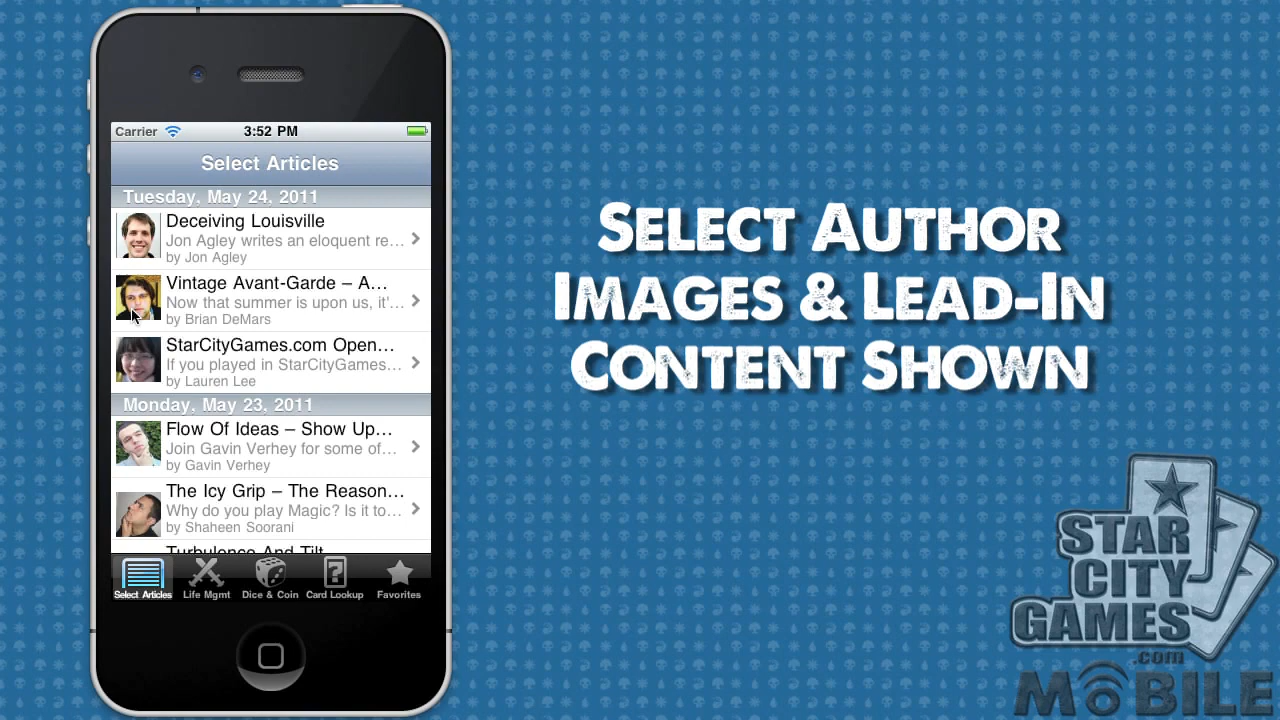 Carrier 3:52 PM
Select Articles
Tuesday, May 24, 2011
Deceiving Louisville
Jon Agley writes an eloquent re...
by Jon Agley
Vintage Avant-Garde – A...
Now that summer is upon us, it'...
by Brian DeMars
StarCityGames.com Open...
If you played in StarCityGames...
by Lauren Lee
Monday, May 23, 2011
Flow Of Ideas – Show Up...
Join Gavin Verhey for some of...
by Gavin Verhey
The Icy Grip – The Reason...
Why do you play Magic? Is it to...
by Shaheen Soorani
Turbulence And Tilt
Select Articles Life Mgmt Dice & Coin Card Lookup Favorites
SELECT AUTHOR
IMAGES & LEAD-IN
CONTENT SHOWN
STAR
CITY
GAMES
.com
MOBILE